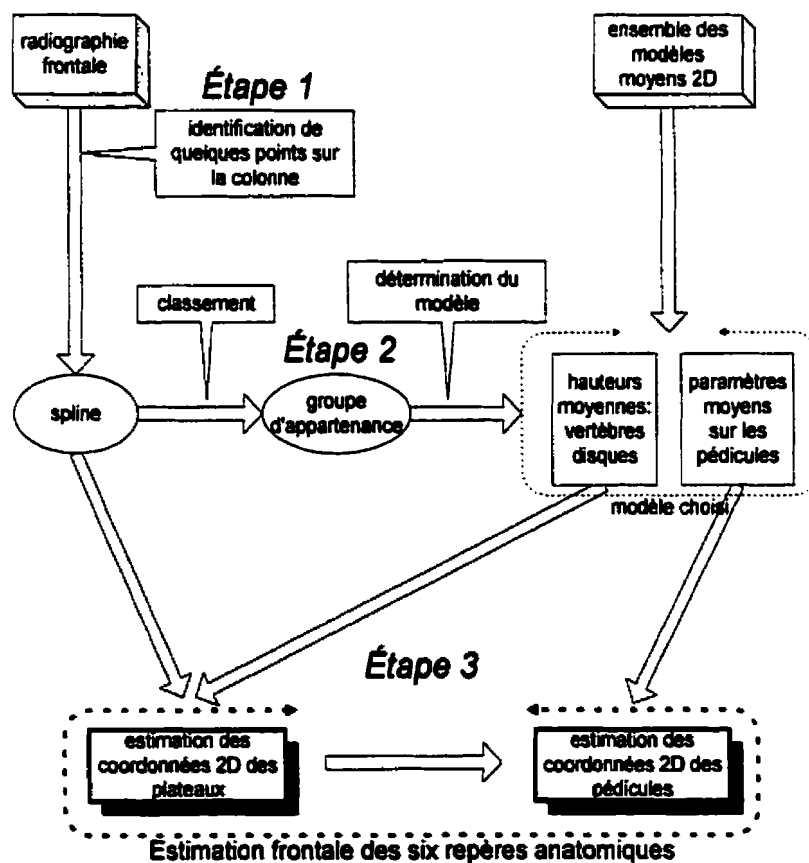 radiographie
frontale
ensemble des
modèles
moyens 2D
Étape 1
identification de
quelques points sur
la colonne
classement
détermination du
modèle
Étape 2
spline
groupe
d'appartenance
hauteurs
moyennes:
vertèbres
disques
paramètres
moyens
sur les
pédicules
modèle choisi
Étape 3
estimation des
coordonnées 2D des
plateaux
estimation des
coordonnées 2D des
pédicules
Estimation frontale des six repères anatomiques